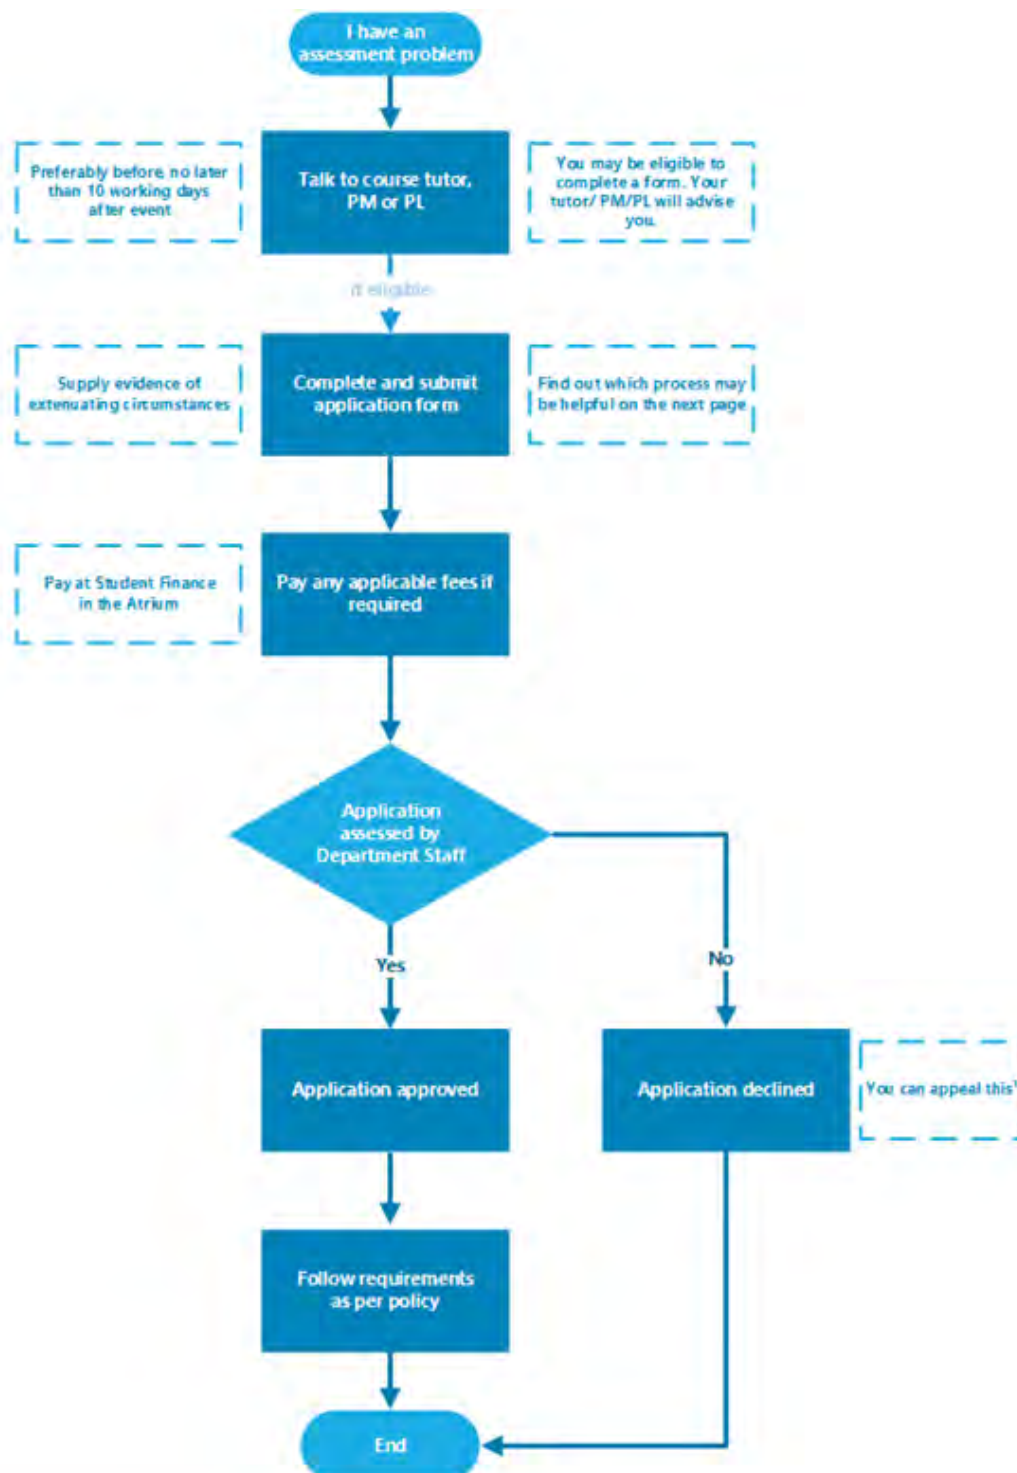 I have an
assessment problem
Preferably before, no later
than 10 working days
after event
Talk to course tutor,
PM or PL
You may be eligible to
complete a form. Your
tutor/ PM/PL will advise
you.
if eligible
Supply evidence of
extenuating circumstances
Complete and submit
application form
Find out which process may
be helpful on the next page
Pay at Student Finance
in the Atrium
Pay any applicable fees if
required
Application
assessed by
Department Staff
Yes
No
Application approved
Application declined
You can appeal this
Follow requirements
as per policy
End